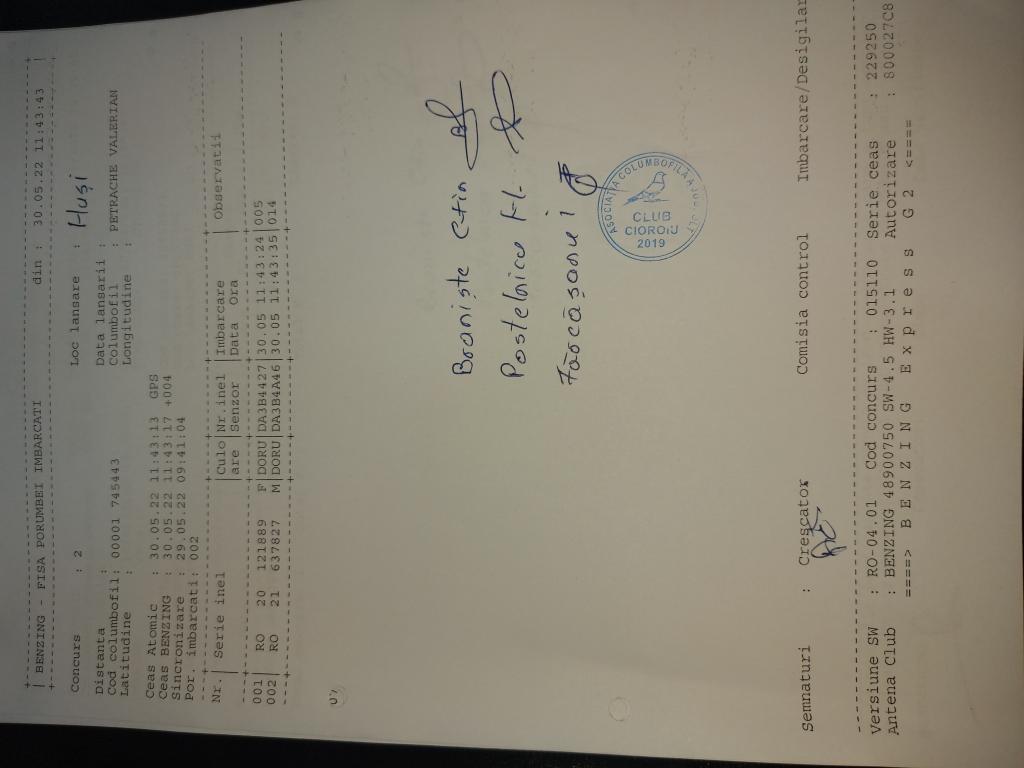 BENZING - FISA PORUMBEI IMBARCATI din : 30.05.22 11:43:43
Concurs : 2 Loc lansare : Huși
Distanta : Data lansarii :
Cod columbofil: 00001 745443 Columbofil : PETRACHE VALERIAN
Latitudine : Longitudine :
Ceas Atomic : 30.05.22 11:43:13 GPS
Ceas BENZING : 30.05.22 11:43:17 +004
Sincronizare : 29.05.22 09:41:04
Por. imbarcati: 002
Nr.| Serie inel |Culo|Nr.inel |Imbarcare | Observatii
| |are |Senzor |Data Ora |
001| RO 20 121889 F|DORU|DA3B4427|30.05 11:43:24|005
002| RO 21 637827 M|DORU|DA3B4A46|30.05 11:43:35|014
Braniște Ctin
Postelnicu Fl.
Fărcășanu I
ASOCIATIA COLUMBOFILA
CLUB
CIOROIU
2019
Semnaturi : Crescator Comisia control Imbarcare/Desigilar
Versiune SW : RO-04.01 Cod concurs : 015110 Serie ceas : 229250
Antena Club : BENZING 48900750 SW-4.5 HW-3.1 Autorizare : 800027C8
====> B E N Z I N G E x p r e s s G 2 <====